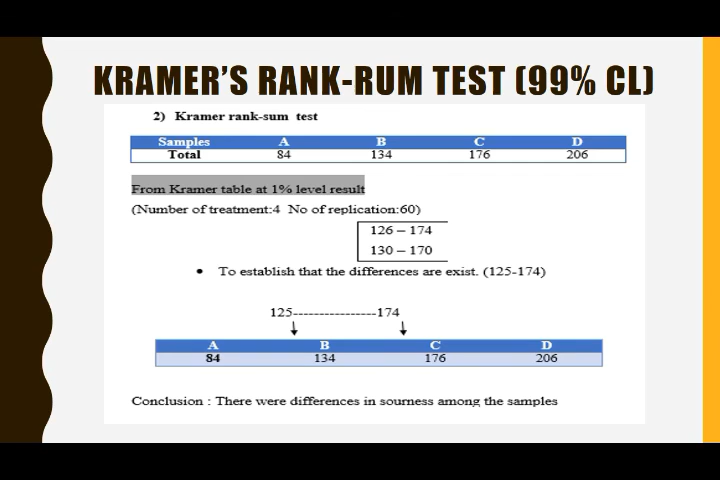 KRAMER'S RANK-RUM TEST (99% CL)
2) Kramer rank-sum test
Samples A B C D
Total 84 134 176 206
From Kramer table at 1% level result
(Number of treatment:4 No of replication:60)
126 – 174
130 – 170
• To establish that the differences are exist. (125-174)
125----------------174
A B C D
84 134 176 206
Conclusion : There were differences in sourness among the samples